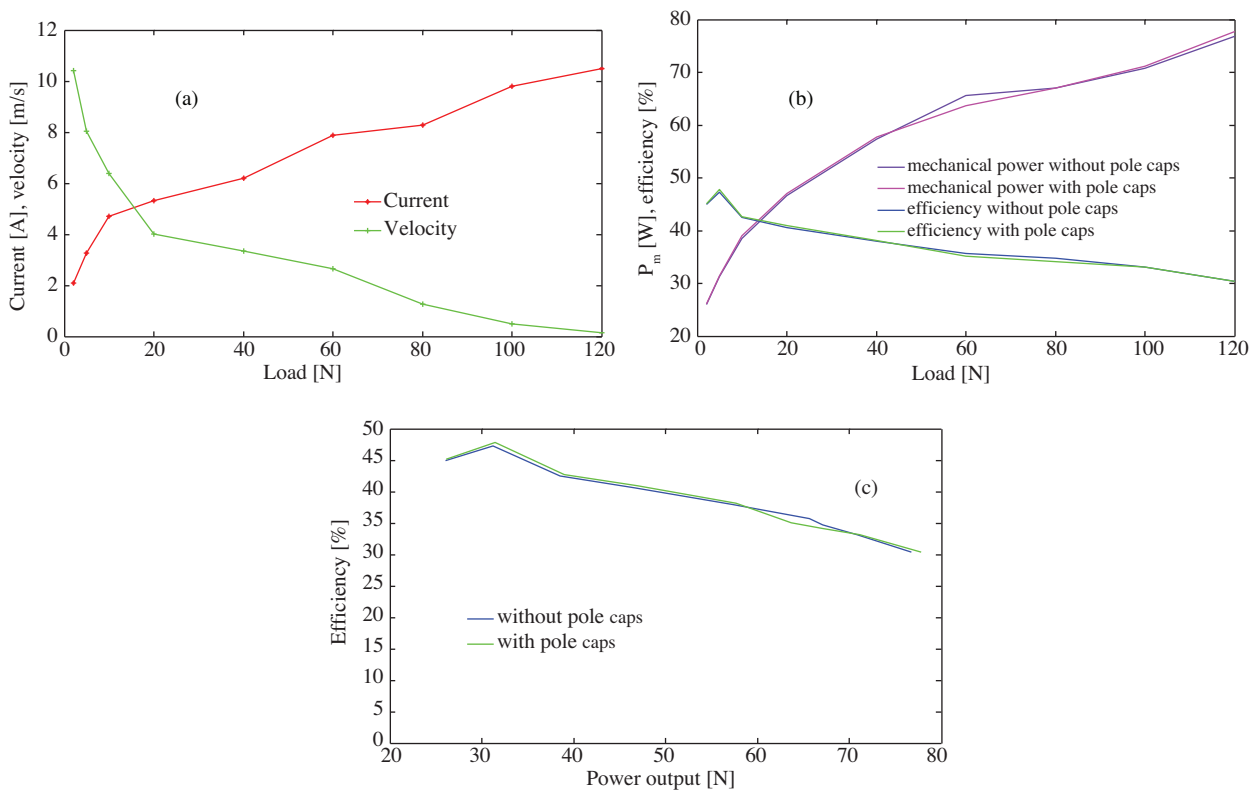 12
10
8
6
4
2
0
Current [A], velocity [m/s]
(a)
Current
Velocity
0 20 40 60 80 100 120
Load [N]
80
70
60
50
40
30
20
P_m [W], efficiency [%]
(b)
mechanical power without pole caps
mechanical power with pole caps
efficiency without pole caps
efficiency with pole caps
0 20 40 60 80 100 120
Load [N]
50
45
40
35
30
25
20
15
10
5
0
Efficiency [%]
(c)
without pole caps
with pole caps
20 30 40 50 60 70 80
Power output [N]